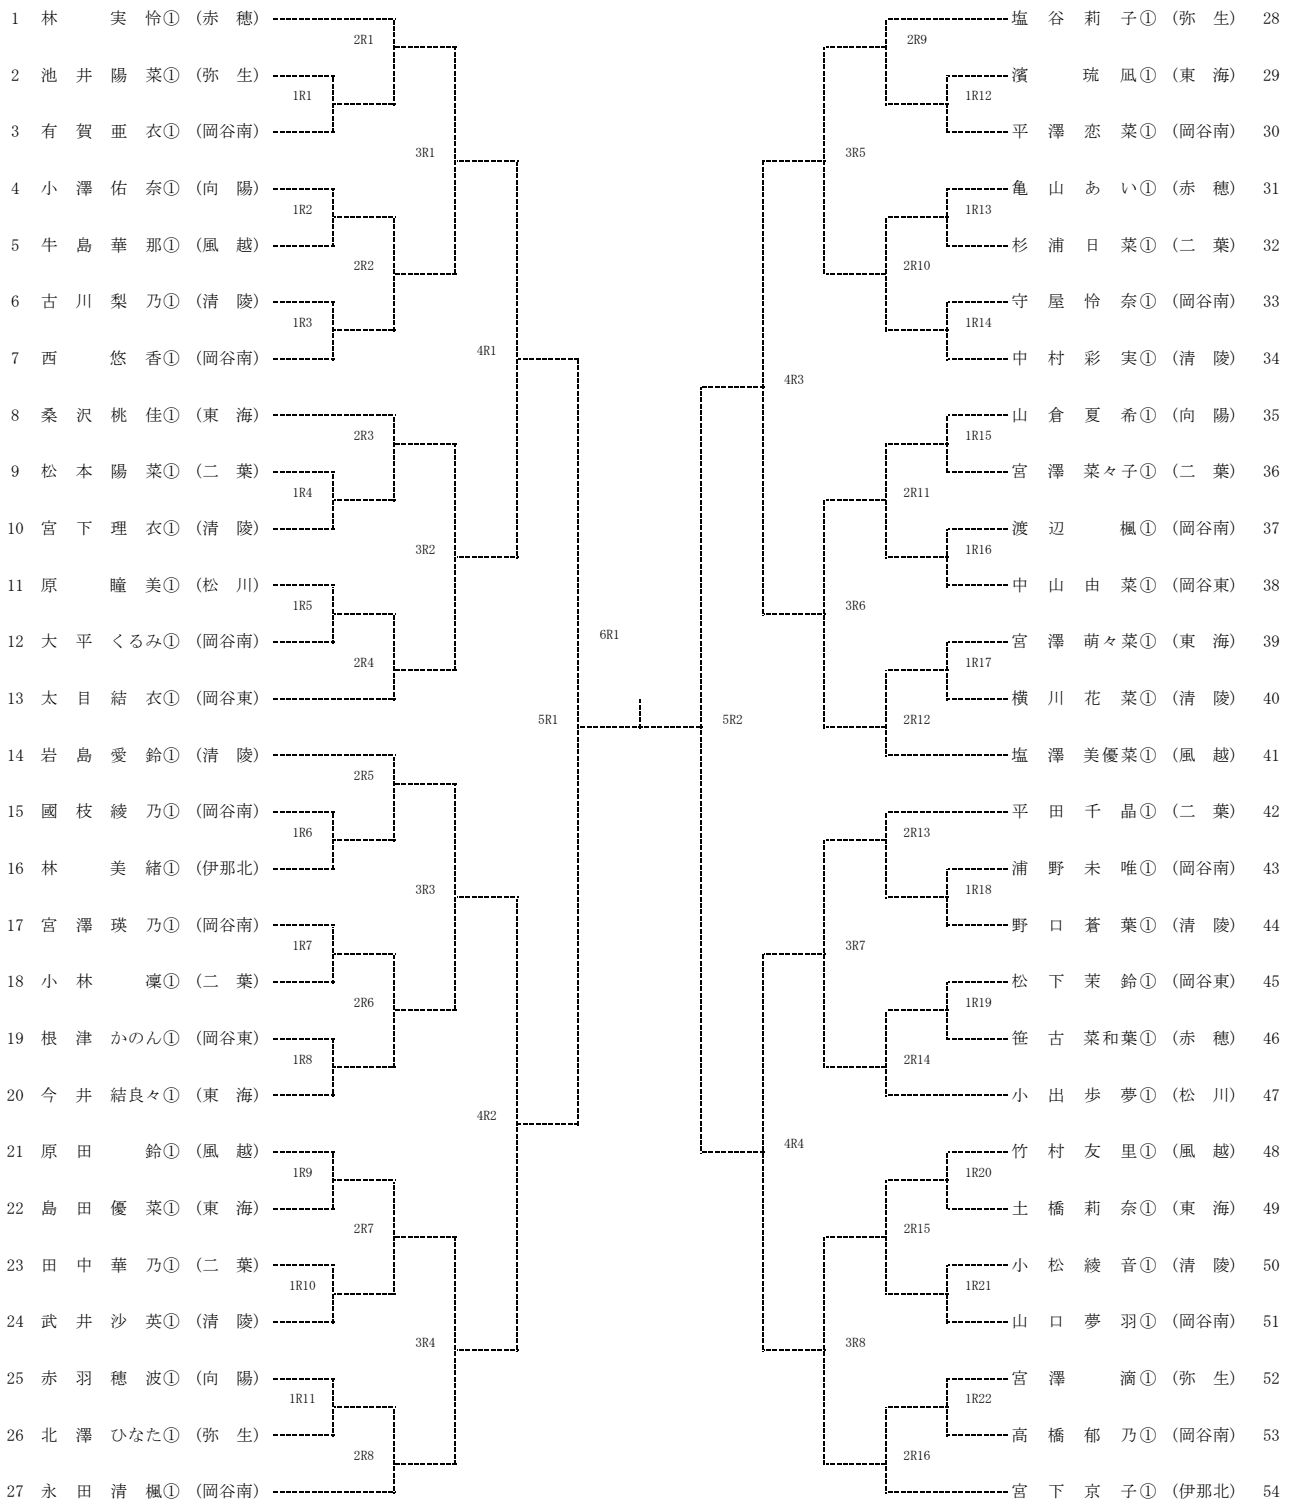 1 林 実 怜① (赤 穂)
2R1
2 池 井 陽 菜① (弥 生)
1R1
3 有 賀 亜 衣① (岡谷南)
3R1
4 小 澤 佑 奈① (向 陽)
1R2
5 牛 島 華 那① (風 越)
2R2
6 古 川 梨 乃① (清 陵)
1R3
7 西 悠 香① (岡谷南)
4R1
8 桑 沢 桃 佳① (東 海)
2R3
9 松 本 陽 菜① (二 葉)
1R4
10 宮 下 理 衣① (清 陵)
3R2
11 原 瞳 美① (松 川)
1R5
12 大 平 くるみ① (岡谷南)
2R4
13 太 目 結 衣① (岡谷東)
5R1
14 岩 島 愛 鈴① (清 陵)
2R5
15 國 枝 綾 乃① (岡谷南)
1R6
16 林 美 緒① (伊那北)
3R3
17 宮 澤 瑛 乃① (岡谷南)
1R7
18 小 林 凜① (二 葉)
2R6
19 根 津 かのん① (岡谷東)
1R8
20 今 井 結良々① (東 海)
4R2
21 原 田 鈴① (風 越)
1R9
22 島 田 優 菜① (東 海)
2R7
23 田 中 華 乃① (二 葉)
1R10
24 武 井 沙 英① (清 陵)
3R4
25 赤 羽 穂 波① (向 陽)
1R11
26 北 澤 ひなた① (弥 生)
2R8
27 永 田 清 楓① (岡谷南)
6R1
塩 谷 莉 子① (弥 生) 28
2R9
濱 琉 凪① (東 海) 29
1R12
平 澤 恋 菜① (岡谷南) 30
3R5
亀 山 あ い① (赤 穂) 31
1R13
杉 浦 日 菜① (二 葉) 32
2R10
守 屋 怜 奈① (岡谷南) 33
1R14
中 村 彩 実① (清 陵) 34
4R3
山 倉 夏 希① (向 陽) 35
1R15
宮 澤 菜々子① (二 葉) 36
2R11
渡 辺 楓① (岡谷南) 37
1R16
中 山 由 菜① (岡谷東) 38
3R6
宮 澤 萌々菜① (東 海) 39
1R17
横 川 花 菜① (清 陵) 40
2R12
5R2
塩 澤 美優菜① (風 越) 41
平 田 千 晶① (二 葉) 42
2R13
浦 野 未 唯① (岡谷南) 43
1R18
野 口 蒼 葉① (清 陵) 44
3R7
松 下 茉 鈴① (岡谷東) 45
1R19
笹 古 菜和葉① (赤 穂) 46
2R14
小 出 歩 夢① (松 川) 47
4R4
竹 村 友 里① (風 越) 48
1R20
土 橋 莉 奈① (東 海) 49
2R15
小 松 綾 音① (清 陵) 50
1R21
山 口 夢 羽① (岡谷南) 51
3R8
宮 澤 滴① (弥 生) 52
1R22
高 橋 郁 乃① (岡谷南) 53
2R16
宮 下 京 子① (伊那北) 54